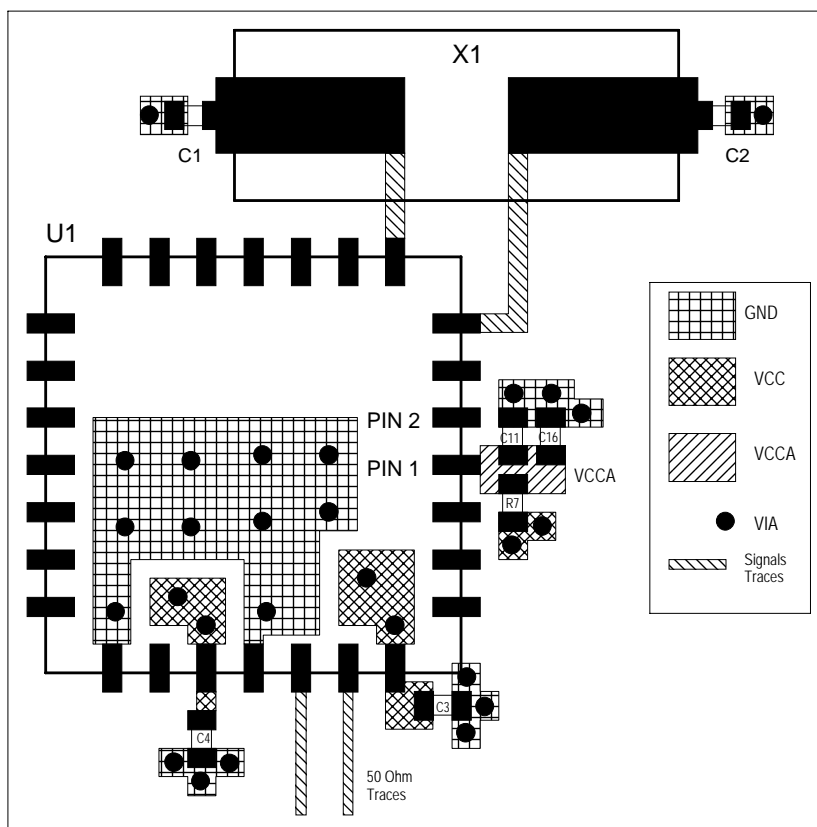 X1
C1
C2
U1
GND
VCC
PIN 2
C11
C16
PIN 1
VCCA
VCCA
R7
VIA
Signals
Traces
C3
C4
50 Ohm
Traces